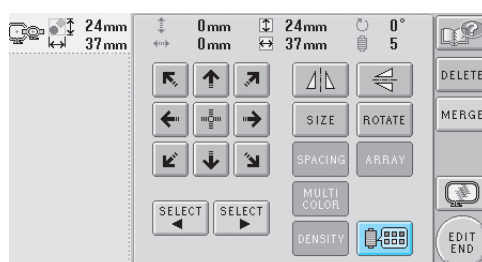 24mm 0mm 24mm 0°
37mm 0mm 37mm 5
DELETE
SIZE ROTATE MERGE
SPACING ARRAY
MULTI
COLOR
SELECT SELECT
DENSITY EDIT
END